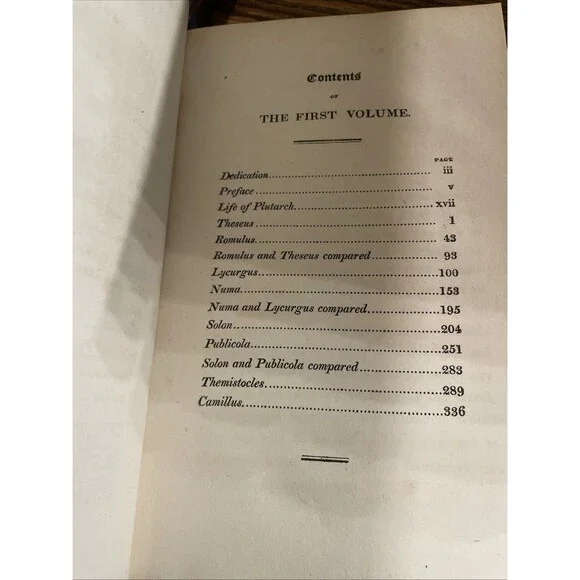 Contents
OF
THE FIRST VOLUME.
PAGE
Dedication........................................ iii
Preface............................................ v
Life of Plutarch.................................. xvii
Theseus............................................ 1
Romulus............................................ 43
Romulus and Theseus compared...................... 93
Lycurgus.......................................... 100
Numa.............................................. 153
Numa and Lycurgus compared........................ 195
Solon............................................. 204
Publicola......................................... 251
Solon and Publicola compared...................... 283
Themistocles...................................... 289
Camillus.......................................... 336